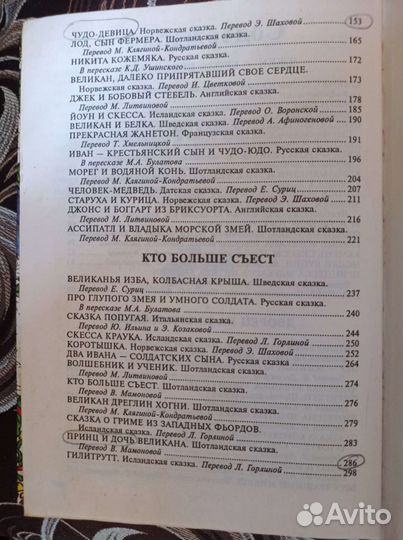 ЧУДО-ДЕВИЦА. Норвежская сказка. Перевод Э. Шаховой 153
ЛОД, СЫН ФЕРМЕРА. Шотландская сказка.
Перевод М. Клягиной-Кондратьевой 165
НИКИТА КОЖЕМЯКА. Русская сказка.
В пересказе К.Д. Ушинского 172
ВЕЛИКАН, ДАЛЕКО ПРИПРЯТАВШИЙ СВОЕ СЕРДЦЕ.
Норвежская сказка. Перевод И. Цветковой 173
ДЖЕК И БОБОВЫЙ СТЕБЕЛЬ. Английская сказка.
Перевод М. Литвиновой 178
ЙОУН И СКЕССА. Исландская сказка. Перевод О. Воронской 185
ВЕЛИКАН И БЕЛКА. Шведская сказка. Перевод А. Афиногеновой 190
ПРЕКРАСНАЯ ЖАНЕТОН. Французская сказка.
Перевод Т. Хмельницкой 191
ИВАН — КРЕСТЬЯНСКИЙ СЫН И ЧУДО-ЮДО. Русская сказка.
В пересказе М.А. Булатова 196
МОРЕГ И ВОДЯНОЙ КОНЬ. Шотландская сказка.
Перевод М. Клягиной-Кондратьевой 204
ЧЕЛОВЕК-МЕДВЕДЬ. Датская сказка. Перевод Е. Суриц 207
СТАРУХА И КУРИЦА. Норвежская сказка. Перевод Э. Шаховой 211
ДЖОНС И БОГГАРТ ИЗ БРИКСУОРТА. Английская сказка.
Перевод М. Литвиновой 216
АССИПАТЛ И ВЛАДЫКА МОРСКОЙ ЗМЕЙ. Шотландская сказка.
Перевод М. Клягиной-Кондратьевой 221
КТО БОЛЬШЕ СЪЕСТ
ВЕЛИКАНЬЯ ИЗБА, КОЛБАСНАЯ КРЫША. Шведская сказка.
Перевод Е. Суриц 237
ПРО ГЛУПОГО ЗМЕЯ И УМНОГО СОЛДАТА. Русская сказка.
В пересказе М.А. Булатова 240
СКАЗКА ПОПУГАЯ. Итальянская сказка.
Перевод Ю. Ильина и Э. Козаковой 244
СКЕССА КРАУКА. Исландская сказка. Перевод Л. Горлиной 250
КОРОТЫШКА. Норвежская сказка. Перевод Э. Шаховой 252
ДВА ИВАНА — СОЛДАТСКИХ СЫНА. Русская сказка 264
ВОЛШЕБНИК И УЧЕНИК. Шотландская сказка.
Перевод М. Литвиновой 274
КТО БОЛЬШЕ СЪЕСТ. Шотландская сказка.
Перевод В. Мамоновой 276
ВЕЛИКАН ДРЕГЛИН ХОГНИ. Шотландская сказка.
Перевод М. Клягиной-Кондратьевой 279
СКАЗКА О ГРИМЕ ИЗ ЗАПАДНЫХ ФЬОРДОВ.
Исландская сказка. Перевод Л. Горлиной 283
ПРИНЦ И ДОЧЬ ВЕЛИКАНА. Шотландская сказка.
Перевод В. Мамоновой 286
ГИЛИТРУТТ. Исландская сказка. Перевод Л. Горлиной 298
Avito